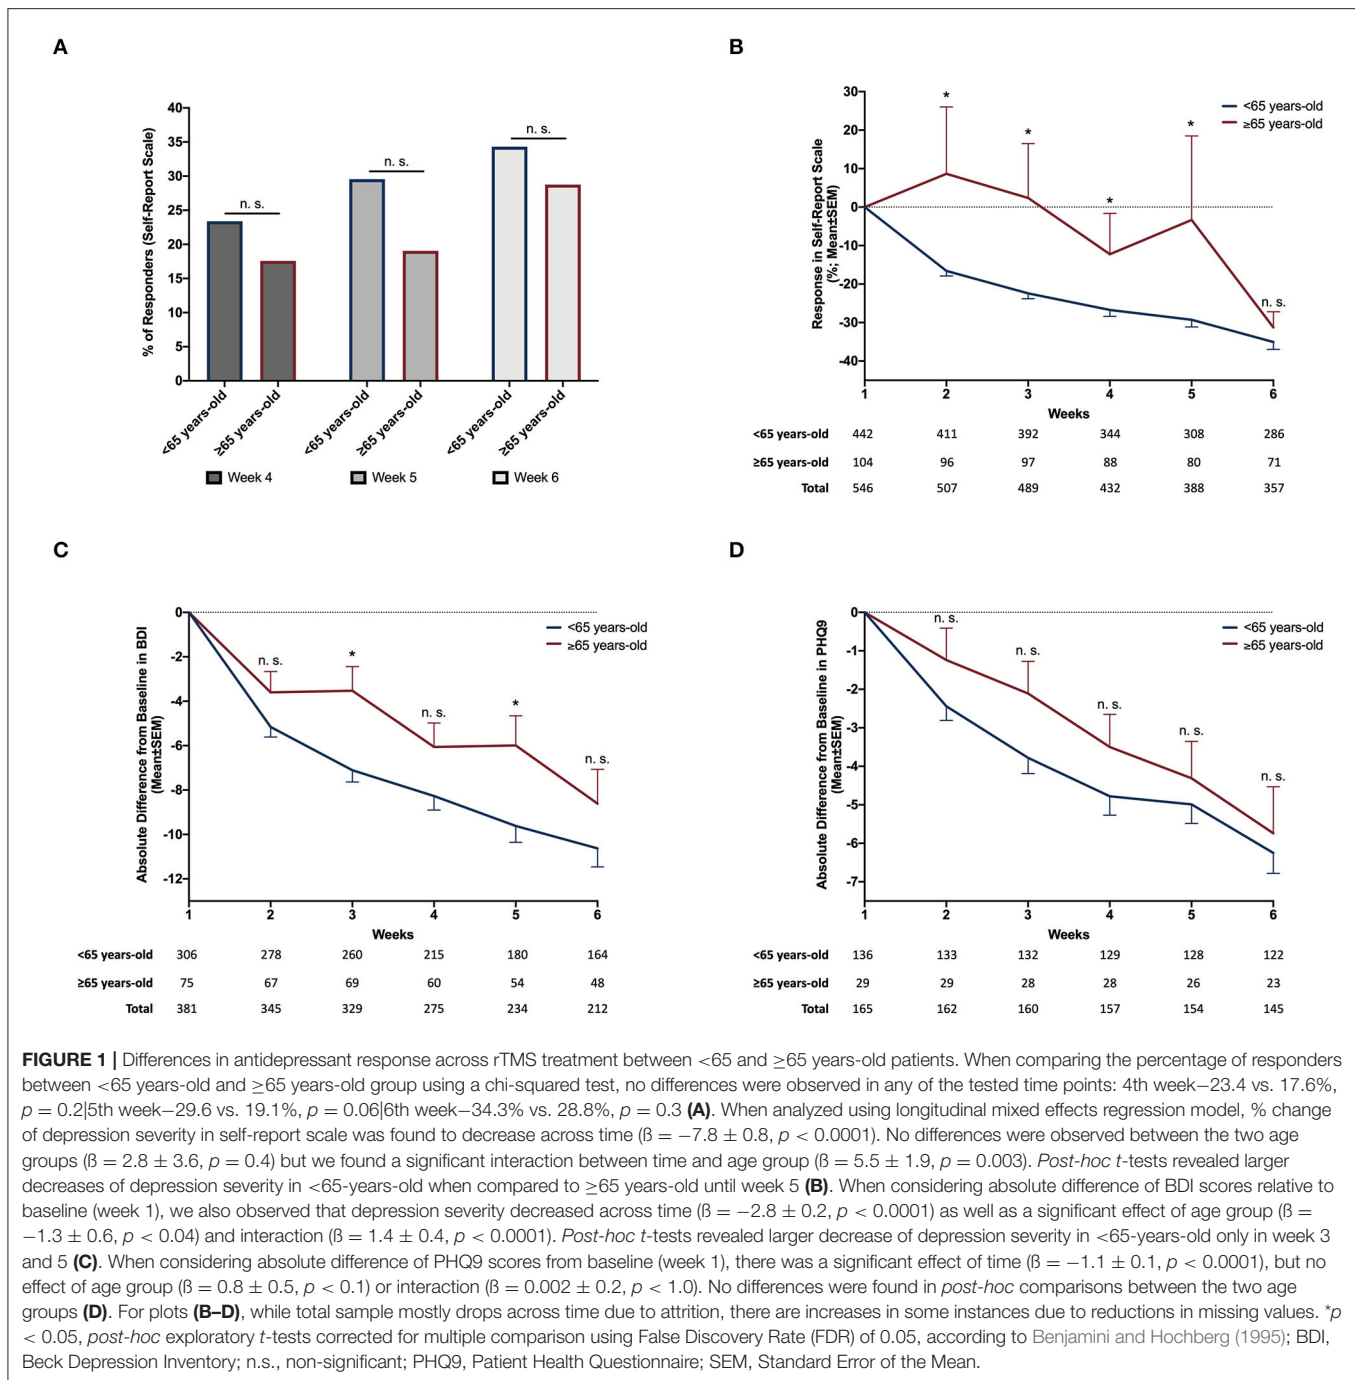 A
% of Responders (Self-Report Scale)
40
35
30
25
20
15
10
5
0
n. s.
n. s.
n. s.
<65 years-old
≥65 years-old
<65 years-old
≥65 years-old
<65 years-old
≥65 years-old
Week 4
Week 5
Week 6
B
Response in Self-Report Scale
(%; Mean±SEM)
30
20
10
0
-10
-20
-30
-40
*
*
*
*
n. s.
<65 years-old
≥65 years-old
1 2 3 4 5 6
Weeks
<65 years-old 442 411 392 344 308 286
≥65 years-old 104 96 97 88 80 71
Total 546 507 489 432 388 357
C
Absolute Difference from Baseline in BDI
(Mean±SEM)
0
-2
-4
-6
-8
-10
-12
n. s.
*
n. s.
*
n. s.
<65 years-old
≥65 years-old
1 2 3 4 5 6
Weeks
<65 years-old 306 278 260 215 180 164
≥65 years-old 75 67 69 60 54 48
Total 381 345 329 275 234 212
D
Absolute Difference from Baseline in PHQ9
(Mean±SEM)
0
-1
-2
-3
-4
-5
-6
-7
n. s.
n. s.
n. s.
n. s.
n. s.
<65 years-old
≥65 years-old
1 2 3 4 5 6
Weeks
<65 years-old 136 133 132 129 128 122
≥65 years-old 29 29 28 28 26 23
Total 165 162 160 157 154 145
FIGURE 1 | Differences in antidepressant response across rTMS treatment between <65 and ≥65 years-old patients. When comparing the percentage of responders
between <65 years-old and ≥65 years-old group using a chi-squared test, no differences were observed in any of the tested time points: 4th week–23.4 vs. 17.6%,
p = 0.2|5th week–29.6 vs. 19.1%, p = 0.06|6th week–34.3% vs. 28.8%, p = 0.3 (A). When analyzed using longitudinal mixed effects regression model, % change
of depression severity in self-report scale was found to decrease across time (ß = −7.8 ± 0.8, p < 0.0001). No differences were observed between the two age
groups (ß = 2.8 ± 3.6, p = 0.4) but we found a significant interaction between time and age group (ß = 5.5 ± 1.9, p = 0.003). Post-hoc t-tests revealed larger
decreases of depression severity in <65-years-old when compared to ≥65 years-old until week 5 (B). When considering absolute difference of BDI scores relative to
baseline (week 1), we also observed that depression severity decreased across time (ß = −2.8 ± 0.2, p < 0.0001) as well as a significant effect of age group (ß =
−1.3 ± 0.6, p < 0.04) and interaction (ß = 1.4 ± 0.4, p < 0.0001). Post-hoc t-tests revealed larger decrease of depression severity in <65-years-old only in week 3
and 5 (C). When considering absolute difference of PHQ9 scores from baseline (week 1), there was a significant effect of time (ß = −1.1 ± 0.1, p < 0.0001), but no
effect of age group (ß = 0.8 ± 0.5, p < 0.1) or interaction (ß = 0.002 ± 0.2, p < 1.0). No differences were found in post-hoc comparisons between the two age
groups (D). For plots (B–D), while total sample mostly drops across time due to attrition, there are increases in some instances due to reductions in missing values. *p
< 0.05, post-hoc exploratory t-tests corrected for multiple comparison using False Discovery Rate (FDR) of 0.05, according to Benjamini and Hochberg (1995); BDI,
Beck Depression Inventory; n.s., non-significant; PHQ9, Patient Health Questionnaire; SEM, Standard Error of the Mean.